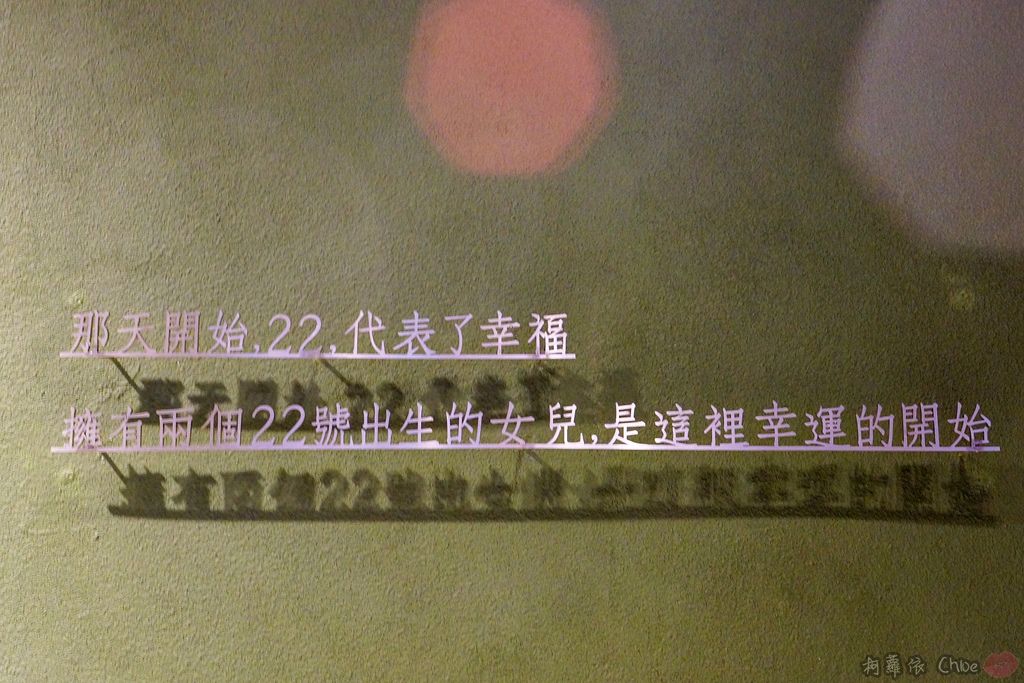 那天開始,22,代表了幸福
擁有兩個22號出生的女兒,是這裡幸運的開始
柯蘿依 Chloe